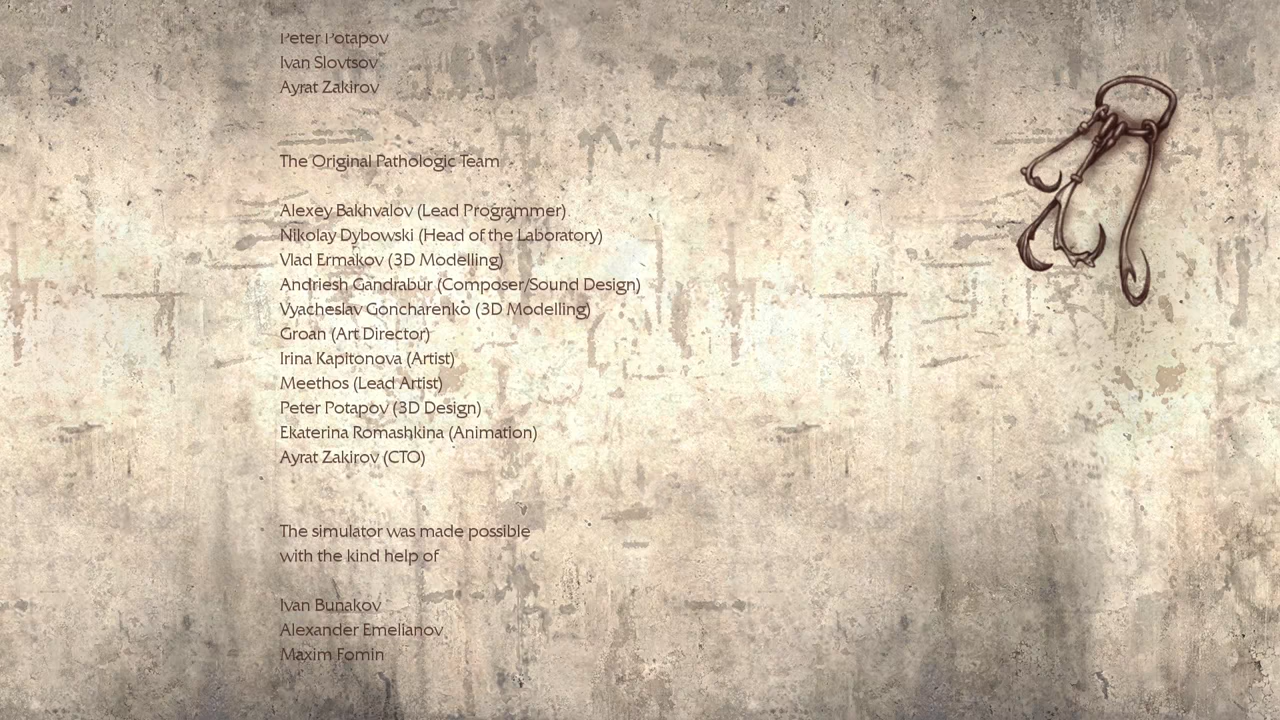 Peter Potapov
Ivan Slovtsov
Ayrat Zakirov
The Original Pathologic Team
Alexey Bakhvalov (Lead Programmer)
Nikolay Dybowski (Head of the Laboratory)
Vlad Ermakov (3D Modelling)
Andriesh Gandrabur (Composer/Sound Design)
Vyacheslav Goncharenko (3D Modelling)
Groan (Art Director)
Irina Kapitonova (Artist)
Meethos (Lead Artist)
Peter Potapov (3D Design)
Ekaterina Romashkina (Animation)
Ayrat Zakirov (CTO)
The simulator was made possible
with the kind help of
Ivan Bunakov
Alexander Emelianov
Maxim Fomin